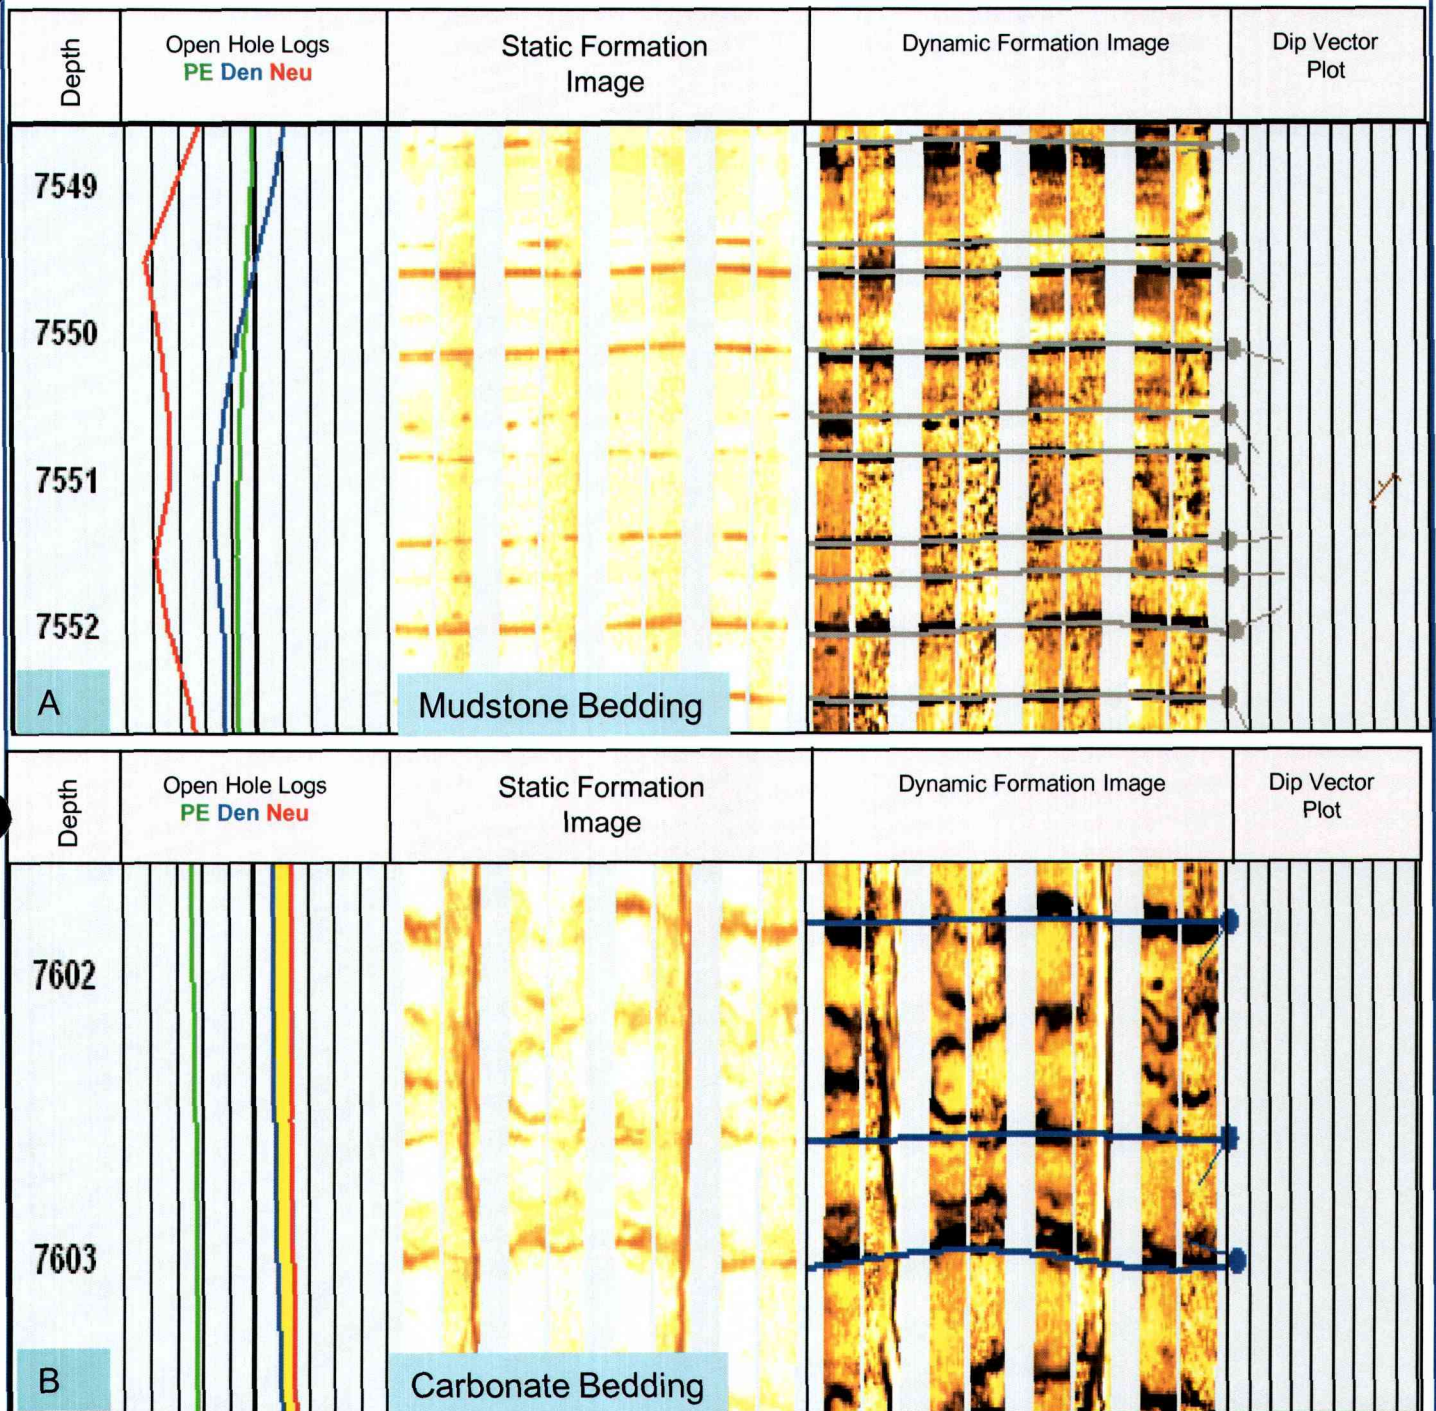 Depth
Open Hole Logs
PE Den Neu
Static Formation
Image
Dynamic Formation Image
Dip Vector
Plot
7549
7550
7551
7552
A
Mudstone Bedding
Depth
Open Hole Logs
PE Den Neu
Static Formation
Image
Dynamic Formation Image
Dip Vector
Plot
7602
7603
B
Carbonate Bedding